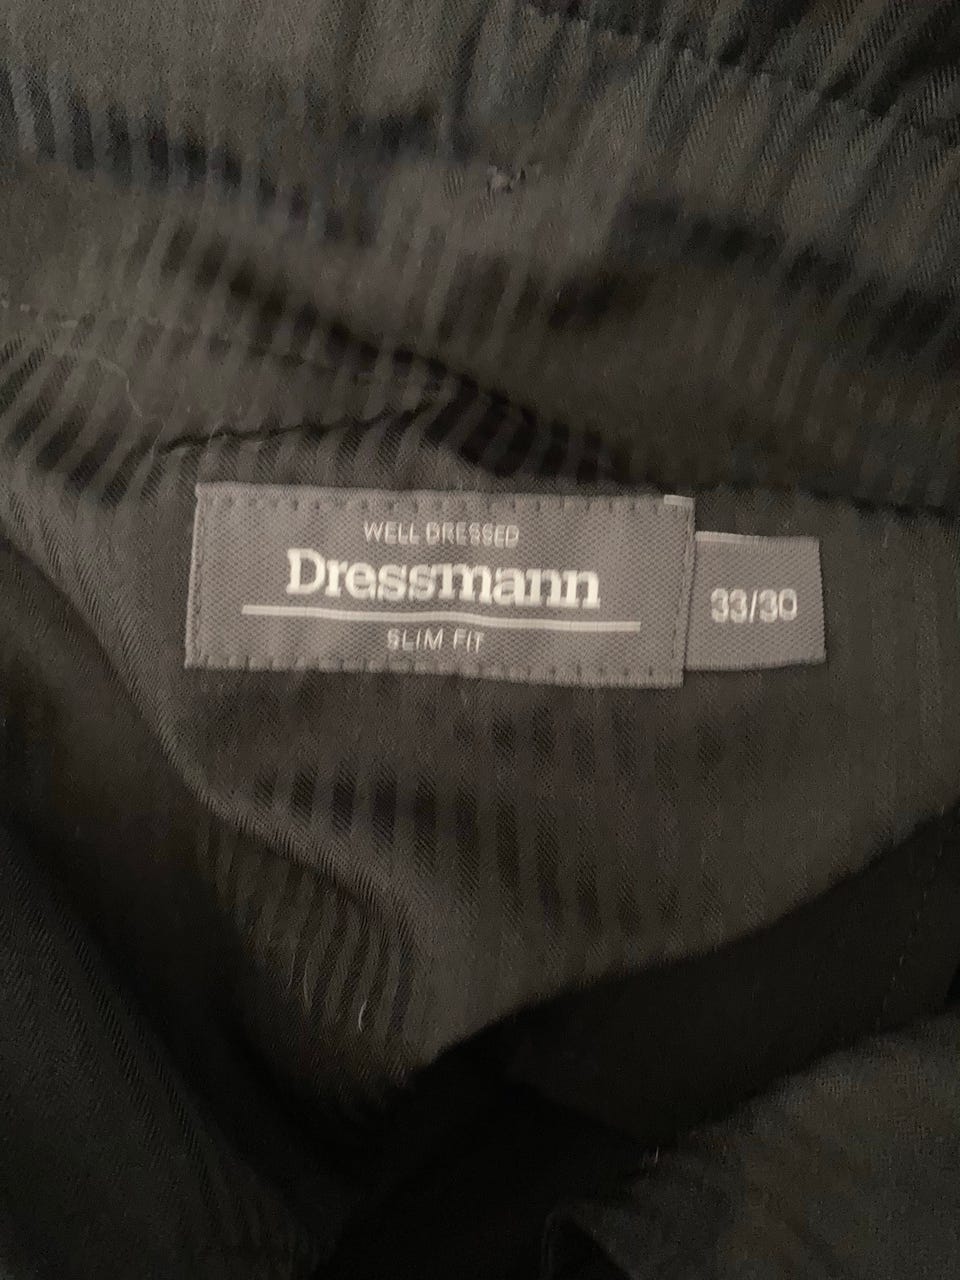 WELL DRESSED
Dressmann
SLIM FIT
33/30